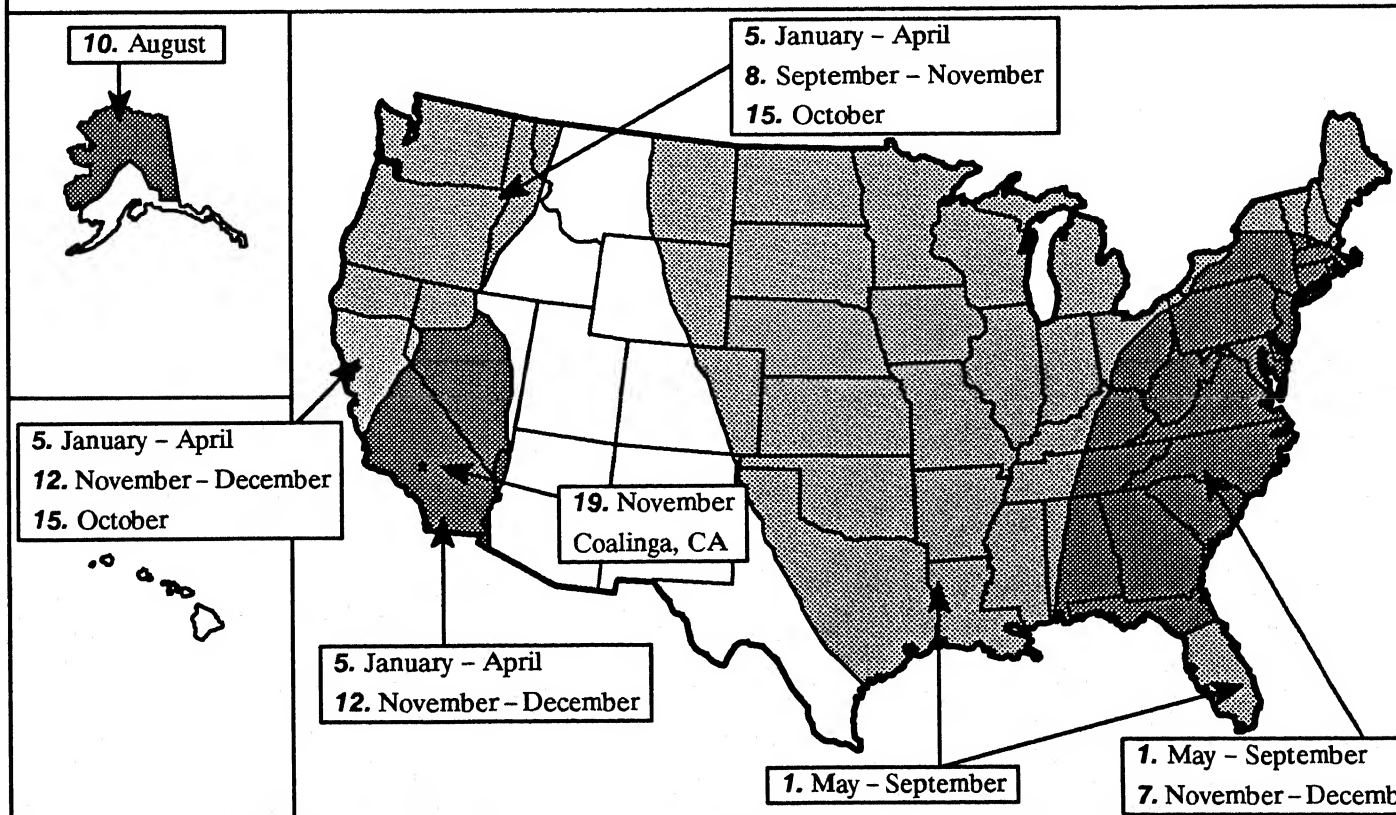 10. August
5. January – April
8. September – November
15. October
5. January – April
12. November – December
15. October
19. November
Coalinga, CA
5. January – April
12. November – December
1. May – September
1. May – September
7. November – Decemb